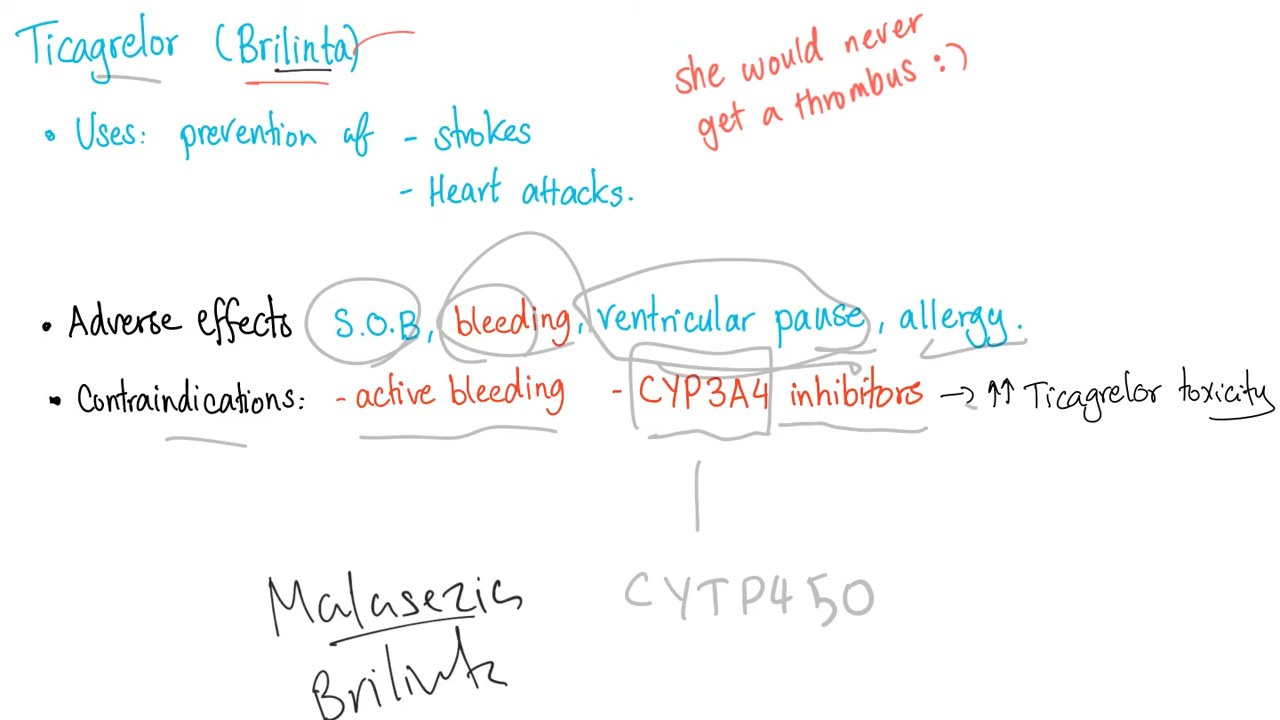 Ticagrelor (Brilinta)
she would never
get a thrombus :)
• Uses: prevention of - strokes
- Heart attacks.
• Adverse effects S.O.B, bleeding, ventricular pause, allergy.
• Contraindications: - active bleeding - CYP3A4 inhibitors → ↑↑ Ticagrelor toxicity
CYTP450
Malasezia
Brilinta